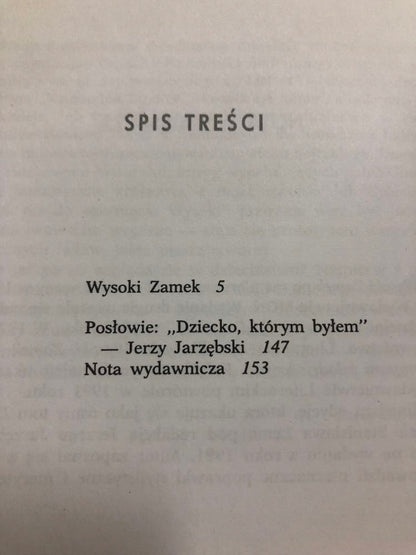 SPIS TREŚCI
Wysoki Zamek 5
Posłowie: „Dziecko, którym byłem”
— Jerzy Jarzębski 147
Nota wydawnicza 153